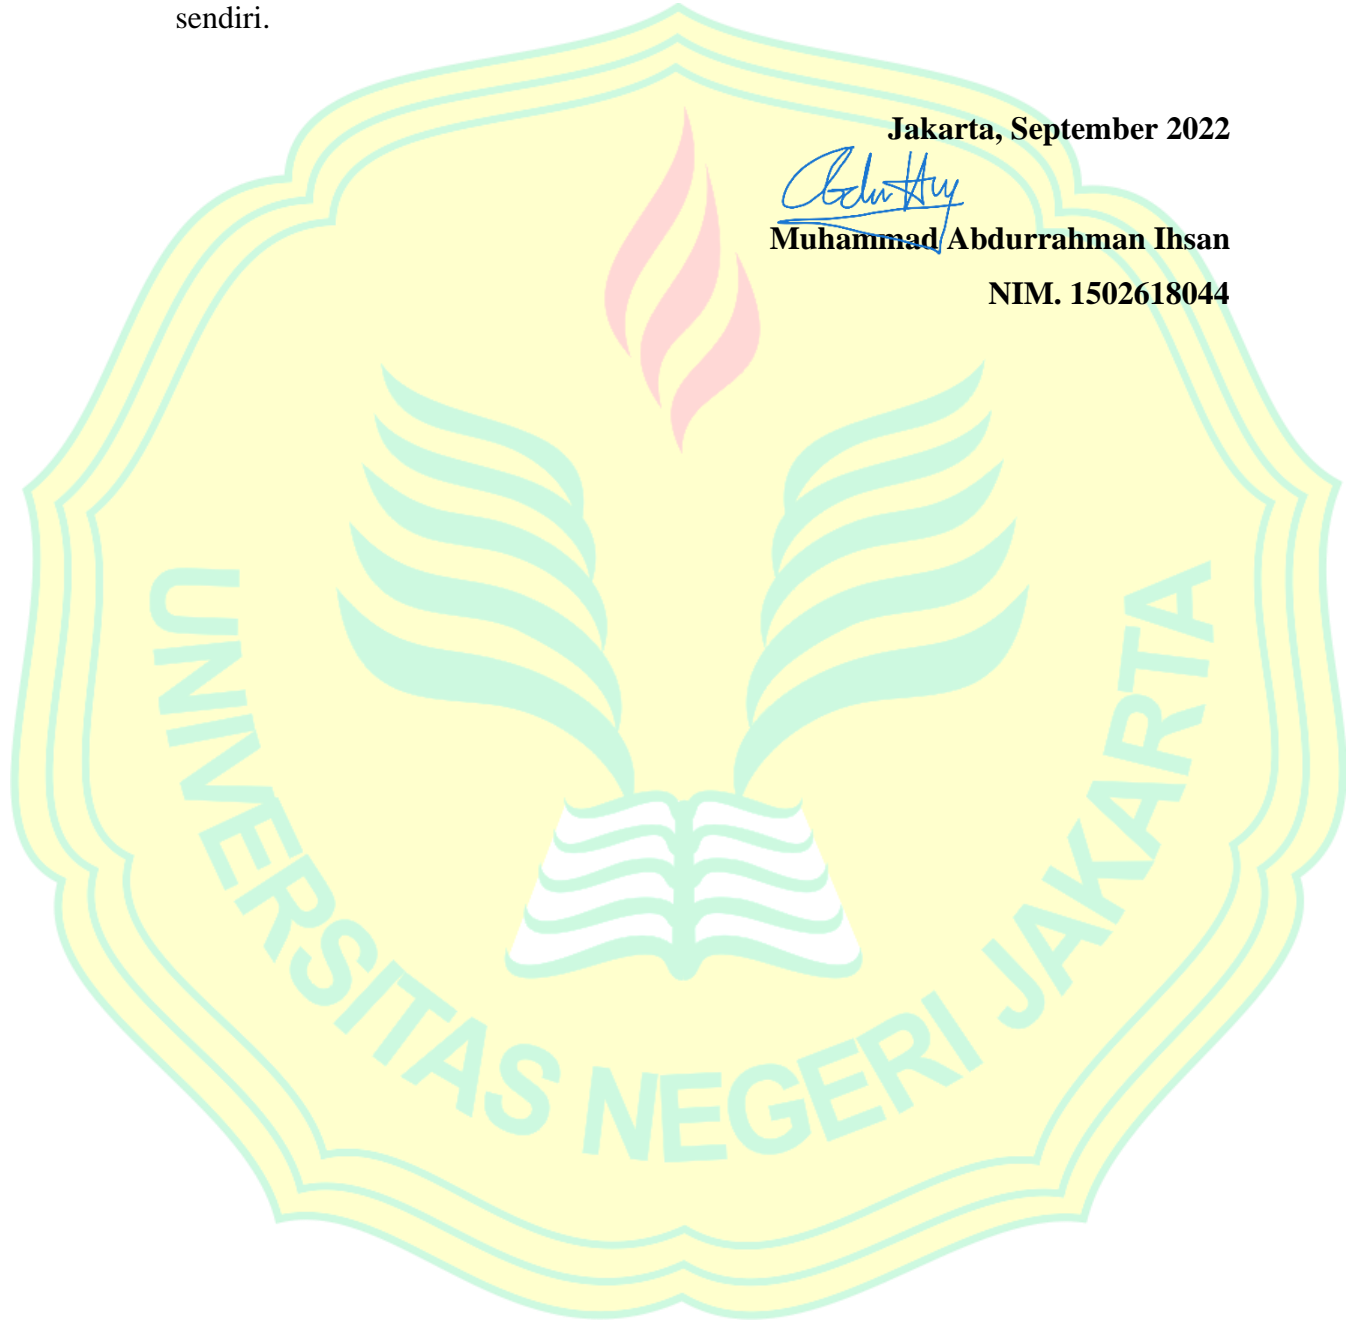 sendiri.
Jakarta, September 2022
Muhammad Abdurrahman Ihsan
NIM. 1502618044
UNIVERSITAS NEGERI JAKARTA